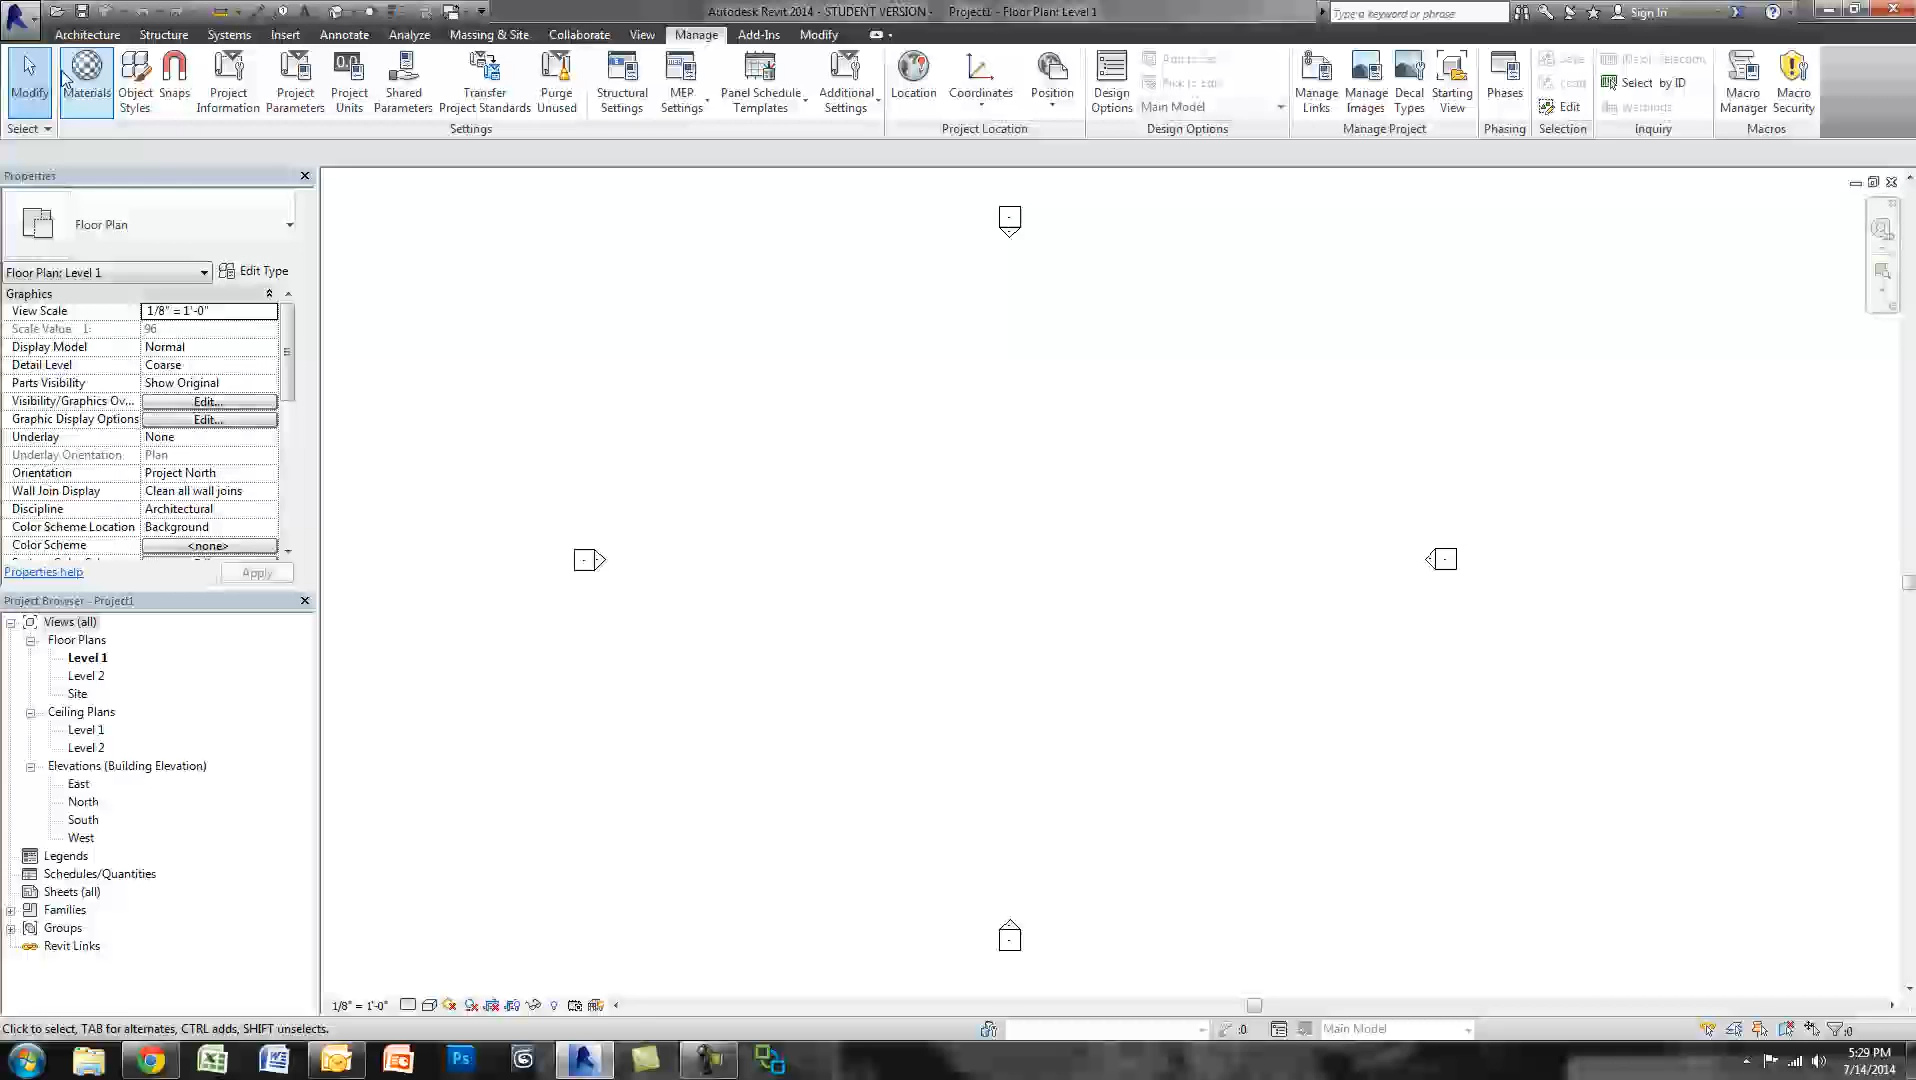 Autodesk Revit 2014 - STUDENT VERSION - Project1 - Floor Plan: Level 1
Type a keyword or phrase
Sign In
Architecture Structure Systems Insert Annotate Analyze Massing & Site Collaborate View Manage Add-Ins Modify
Modify
Materials
Object Styles
Snaps
Project Information
Project Parameters
Project Units
Shared Parameters
Transfer Project Standards
Purge Unused
Structural Settings
MEP Settings
Panel Schedule Templates
Additional Settings
Location
Coordinates
Position
Design Options
Main Model
Manage Links
Manage Images
Decal Types
Starting View
Phases
Edit
Select by ID
Warnings
Macro Manager
Macro Security
Select
Settings
Project Location
Design Options
Manage Project
Phasing
Selection
Inquiry
Macros
Properties
Floor Plan
Floor Plan: Level 1
Edit Type
Graphics
View Scale 1/8" = 1'-0"
Scale Value 1: 96
Display Model Normal
Detail Level Coarse
Parts Visibility Show Original
Visibility/Graphics Ov... Edit...
Graphic Display Options Edit...
Underlay None
Underlay Orientation Plan
Orientation Project North
Wall Join Display Clean all wall joins
Discipline Architectural
Color Scheme Location Background
Color Scheme <none>
Properties help
Apply
Project Browser - Project1
Views (all)
Floor Plans
Level 1
Level 2
Site
Ceiling Plans
Level 1
Level 2
Elevations (Building Elevation)
East
North
South
West
Legends
Schedules/Quantities
Sheets (all)
Families
Groups
Revit Links
1/8" = 1'-0"
Click to select, TAB for alternates, CTRL adds, SHIFT unselects.
:0
Main Model
:0
5:29 PM
7/14/2014